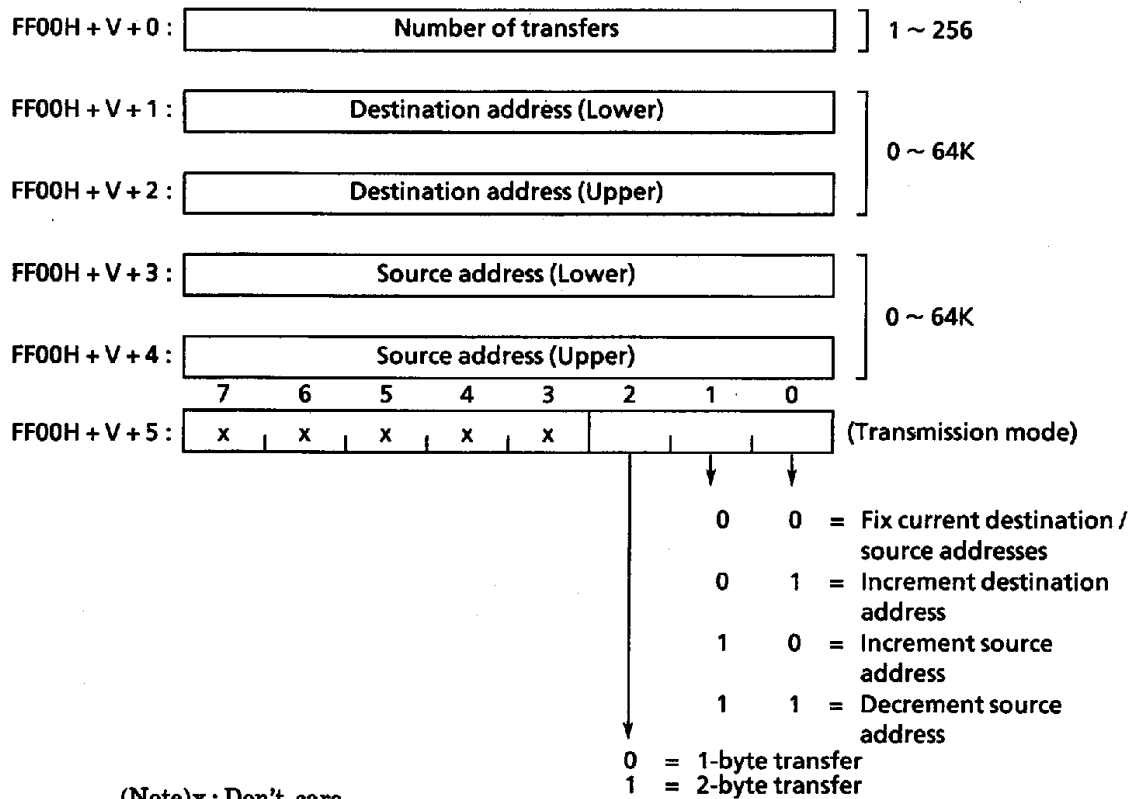 FF00H + V + 0 : Number of transfers 1 ~ 256
FF00H + V + 1 : Destination address (Lower)
0 ~ 64K
FF00H + V + 2 : Destination address (Upper)
FF00H + V + 3 : Source address (Lower)
0 ~ 64K
FF00H + V + 4 : Source address (Upper)
7 6 5 4 3 2 1 0
FF00H + V + 5 : x x x x x (Transmission mode)
0 0 = Fix current destination /
source addresses
0 1 = Increment destination
address
1 0 = Increment source
address
1 1 = Decrement source
address
0 = 1-byte transfer
1 = 2-byte transfer
(Note) x : Don't care